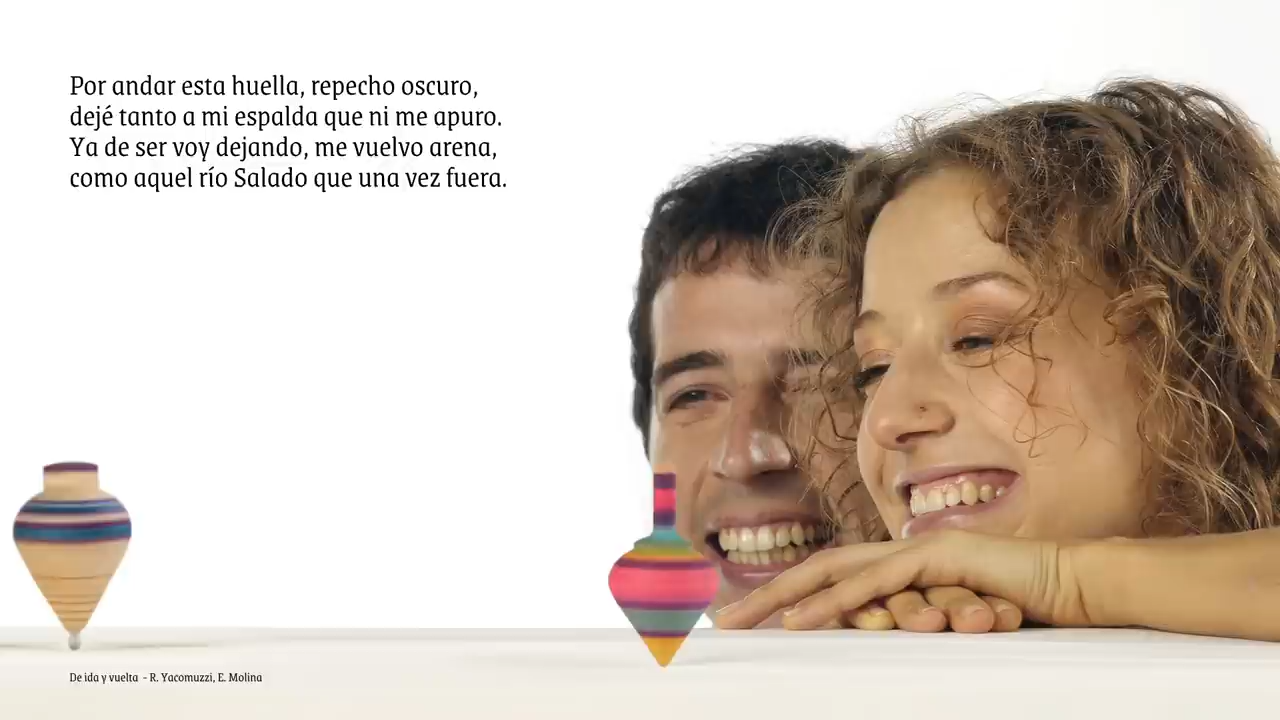 Por andar esta huella, repecho oscuro,
dejé tanto a mi espalda que ni me apuro.
Ya de ser voy dejando, me vuelvo arena,
como aquel río Salado que una vez fuera.
De ida y vuelta - R. Yacomuzzi, E. Molina